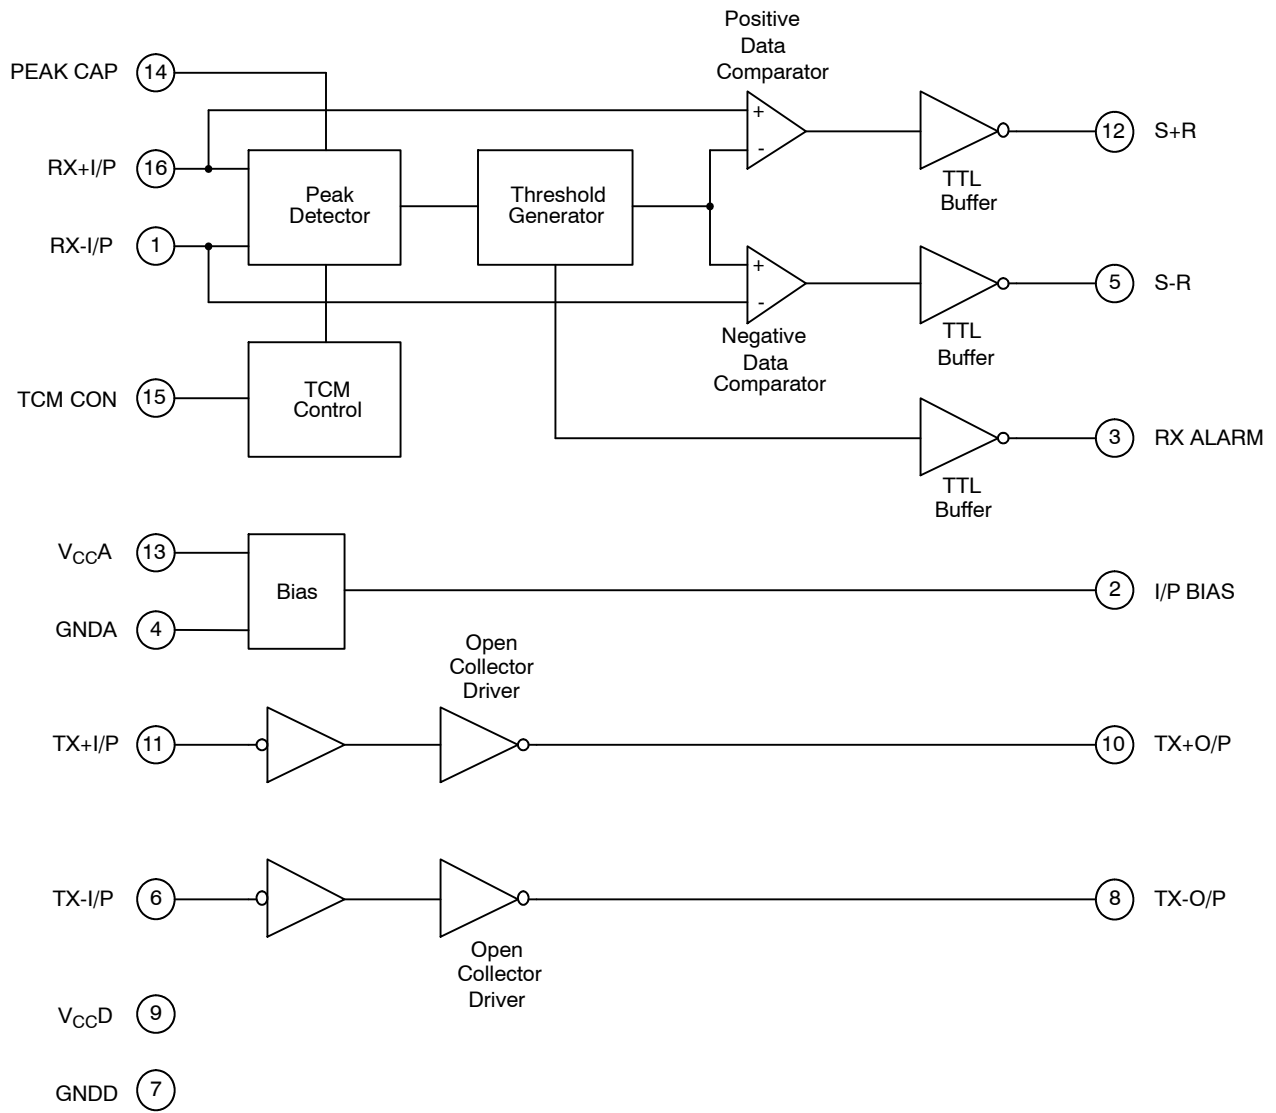 Positive
Data
Comparator
PEAK CAP 14
+
-
12 S+R
TTL
Buffer
RX+I/P 16
Peak
Detector
Threshold
Generator
RX-I/P 1
+
-
5 S-R
Negative
Data
Comparator
TTL
Buffer
TCM CON 15
TCM
Control
3 RX ALARM
TTL
Buffer
VCCA 13
Bias
2 I/P BIAS
GNDA 4
Open
Collector
Driver
TX+I/P 11
10 TX+O/P
TX-I/P 6
8 TX-O/P
Open
Collector
Driver
VCCD 9
GNDD 7